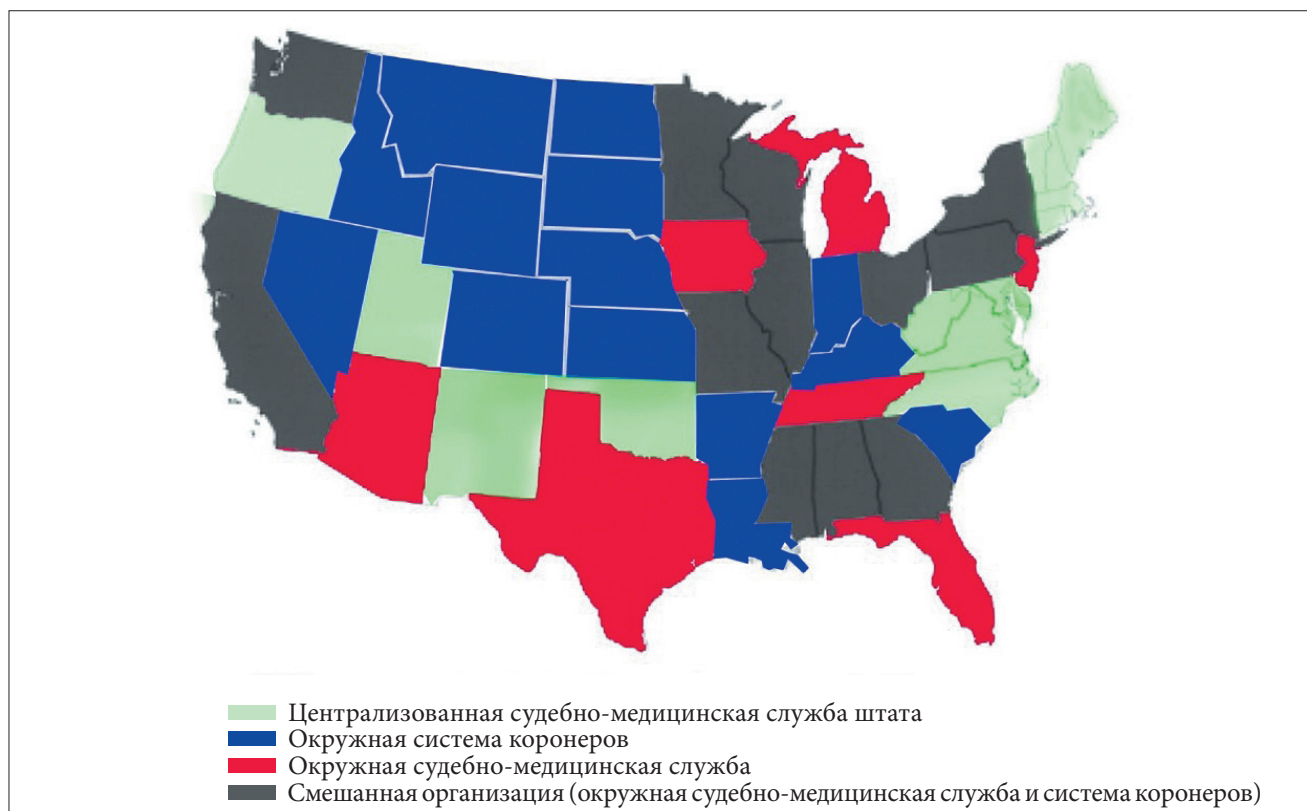 Централизованная судебно-медицинская служба штата
Окружная система коронеров
Окружная судебно-медицинская служба
Смешанная организация (окружная судебно-медицинская служба и система коронеров)